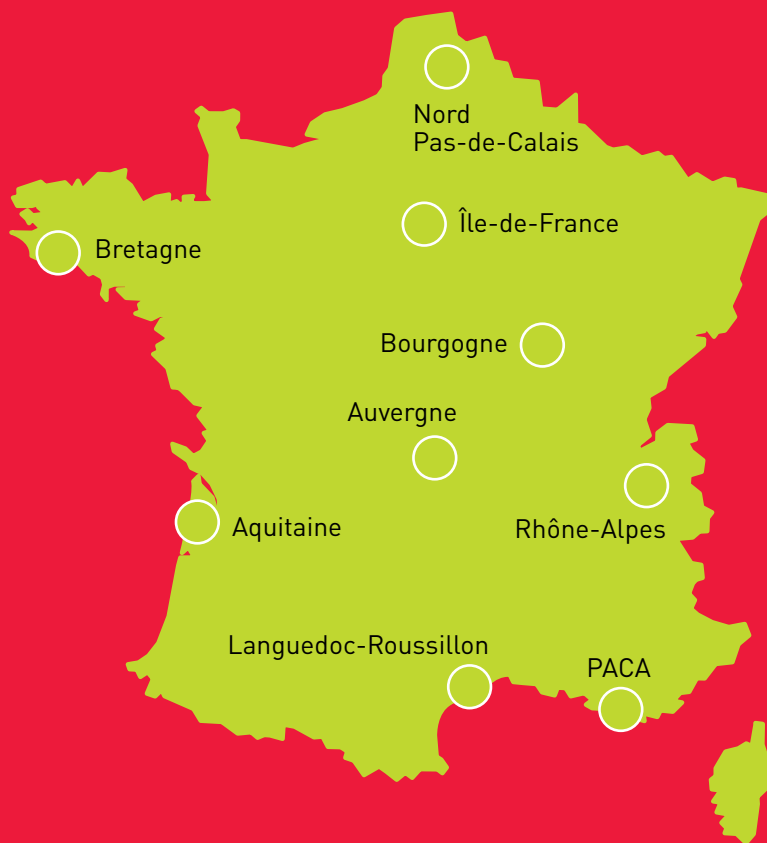 Nord
Pas-de-Calais
Île-de-France
Bretagne
Bourgogne
Auvergne
Aquitaine
Rhône-Alpes
Languedoc-Roussillon
PACA